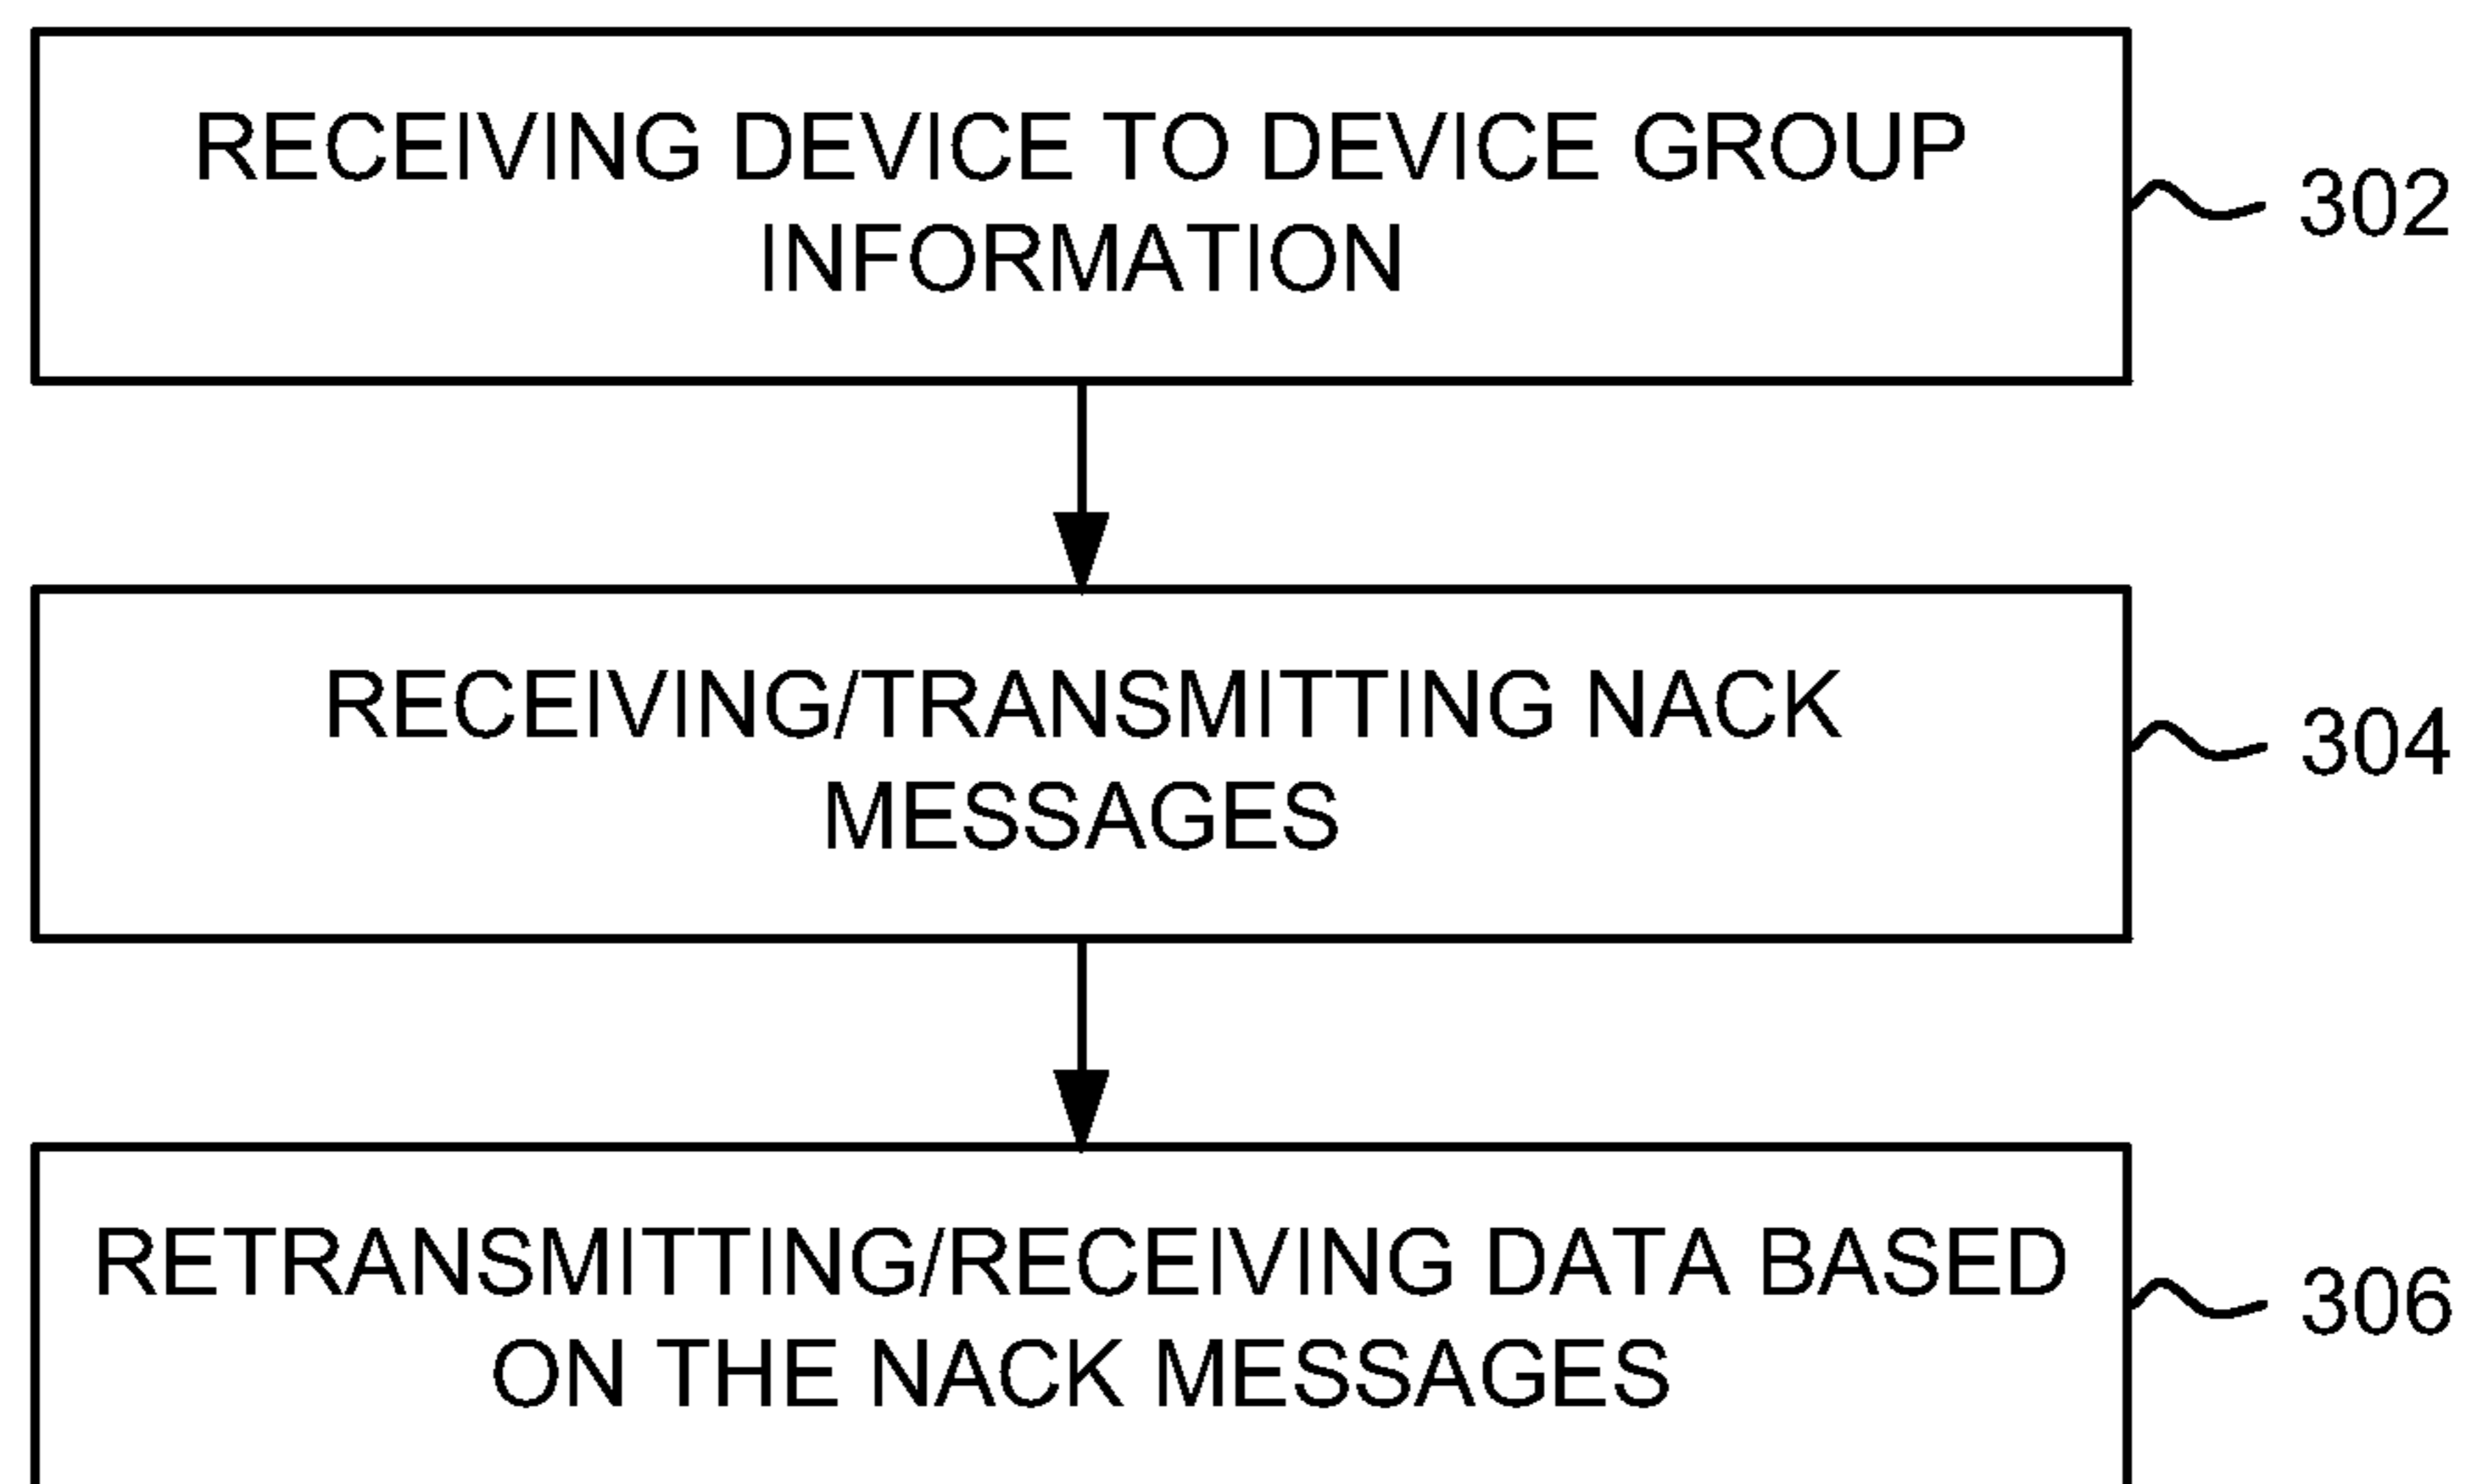 RECEIVING DEVICE TO DEVICE GROUP
INFORMATION
302
RECEIVING/TRANSMITTING NACK
MESSAGES
304
RETRANSMITTING/RECEIVING DATA BASED
ON THE NACK MESSAGES
306